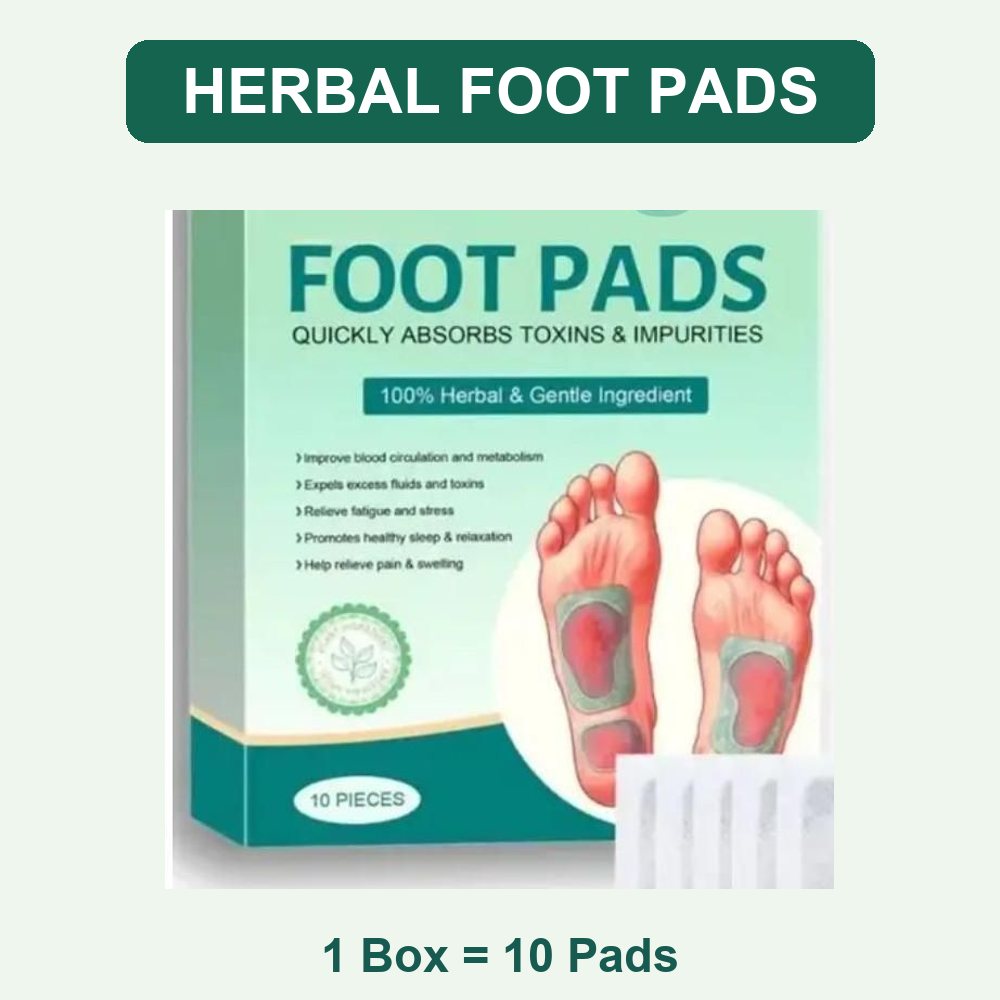 HERBAL FOOT PADS
FOOT PADS
QUICKLY ABSORBS TOXINS & IMPURITIES
100% Herbal & Gentle Ingredient
Improve blood circulation and metabolism
Expels excess fluids and toxins
Relieve fatigue and stress
Promotes healthy sleep & relaxation
Help relieve pain & swelling
10 PIECES
1 Box = 10 Pads